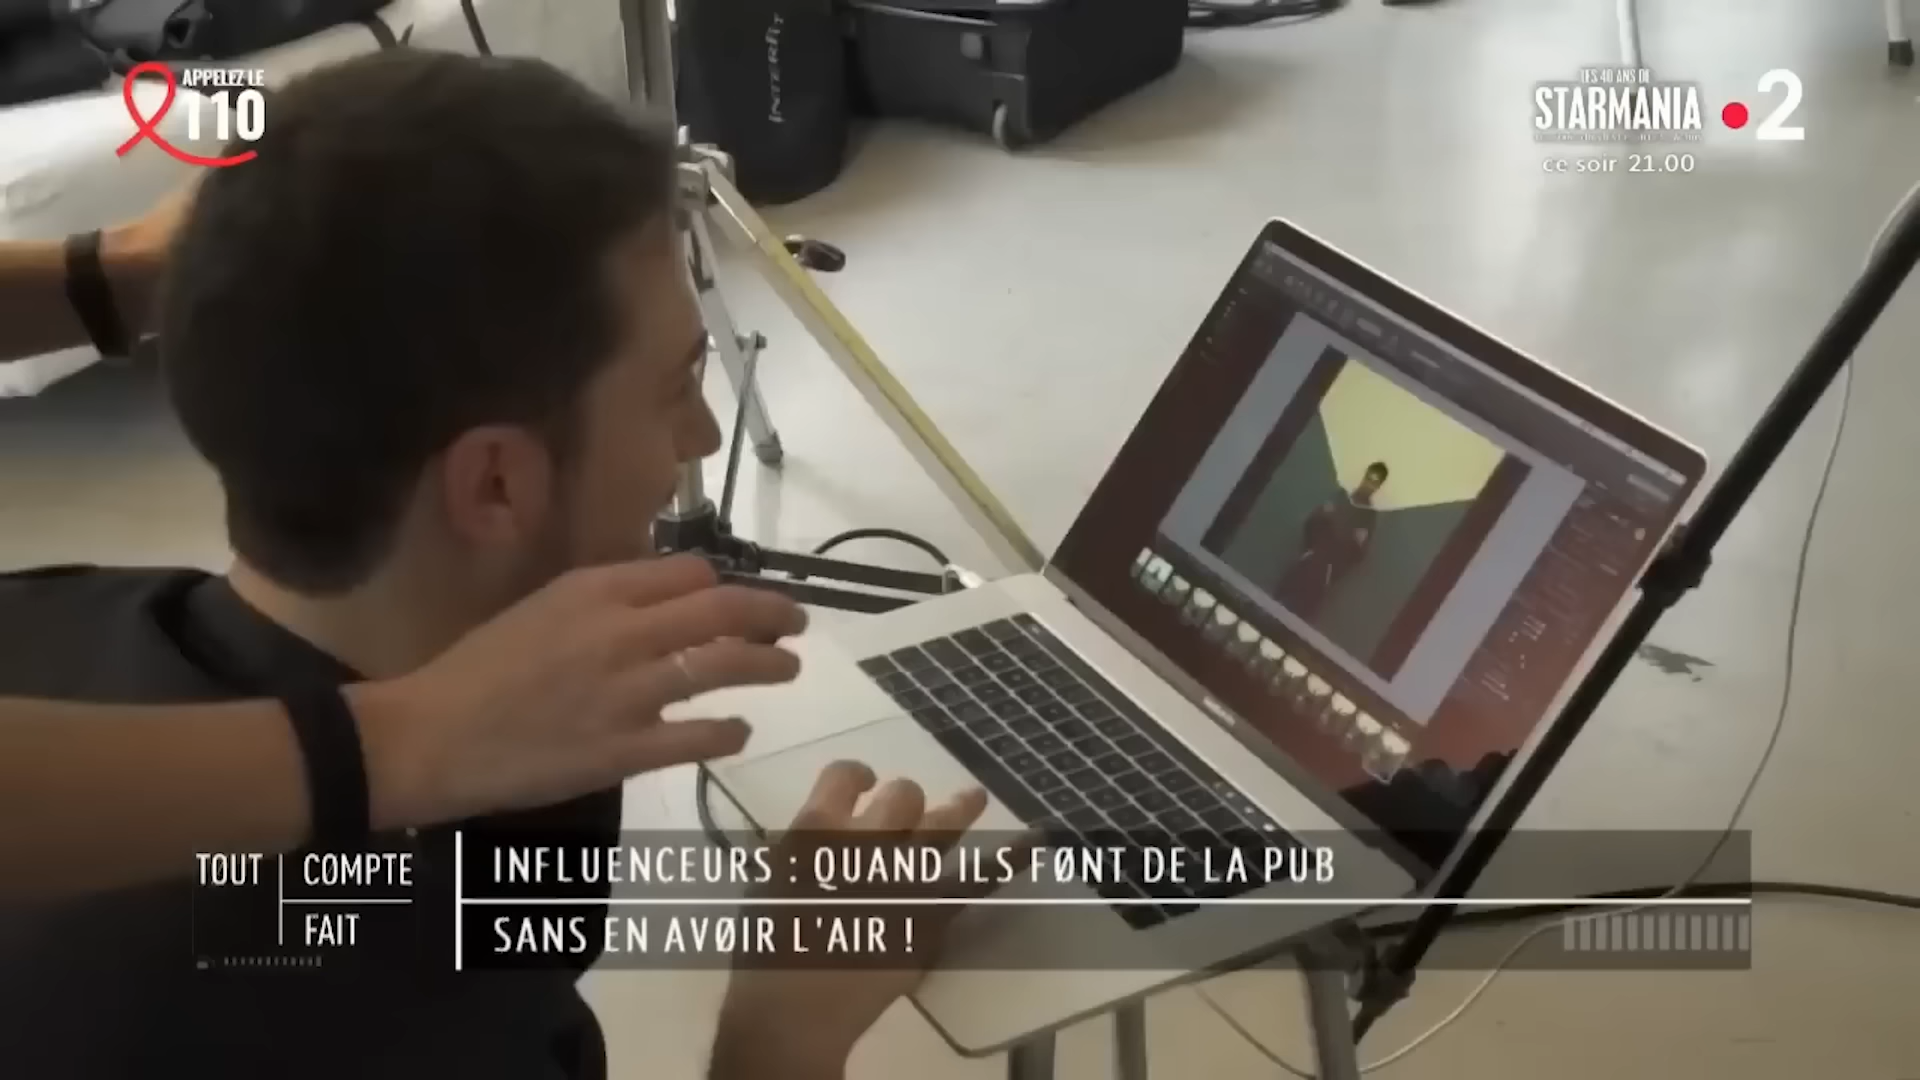 APPELEZ LE
110
INTERFIT
LES 40 ANS DE
STARMANIA
2
ce soir 21.00
TOUT COMPTE
FAIT
INFLUENCEURS : QUAND ILS FØNT DE LA PUB
SANS EN AVØIR L'AIR !